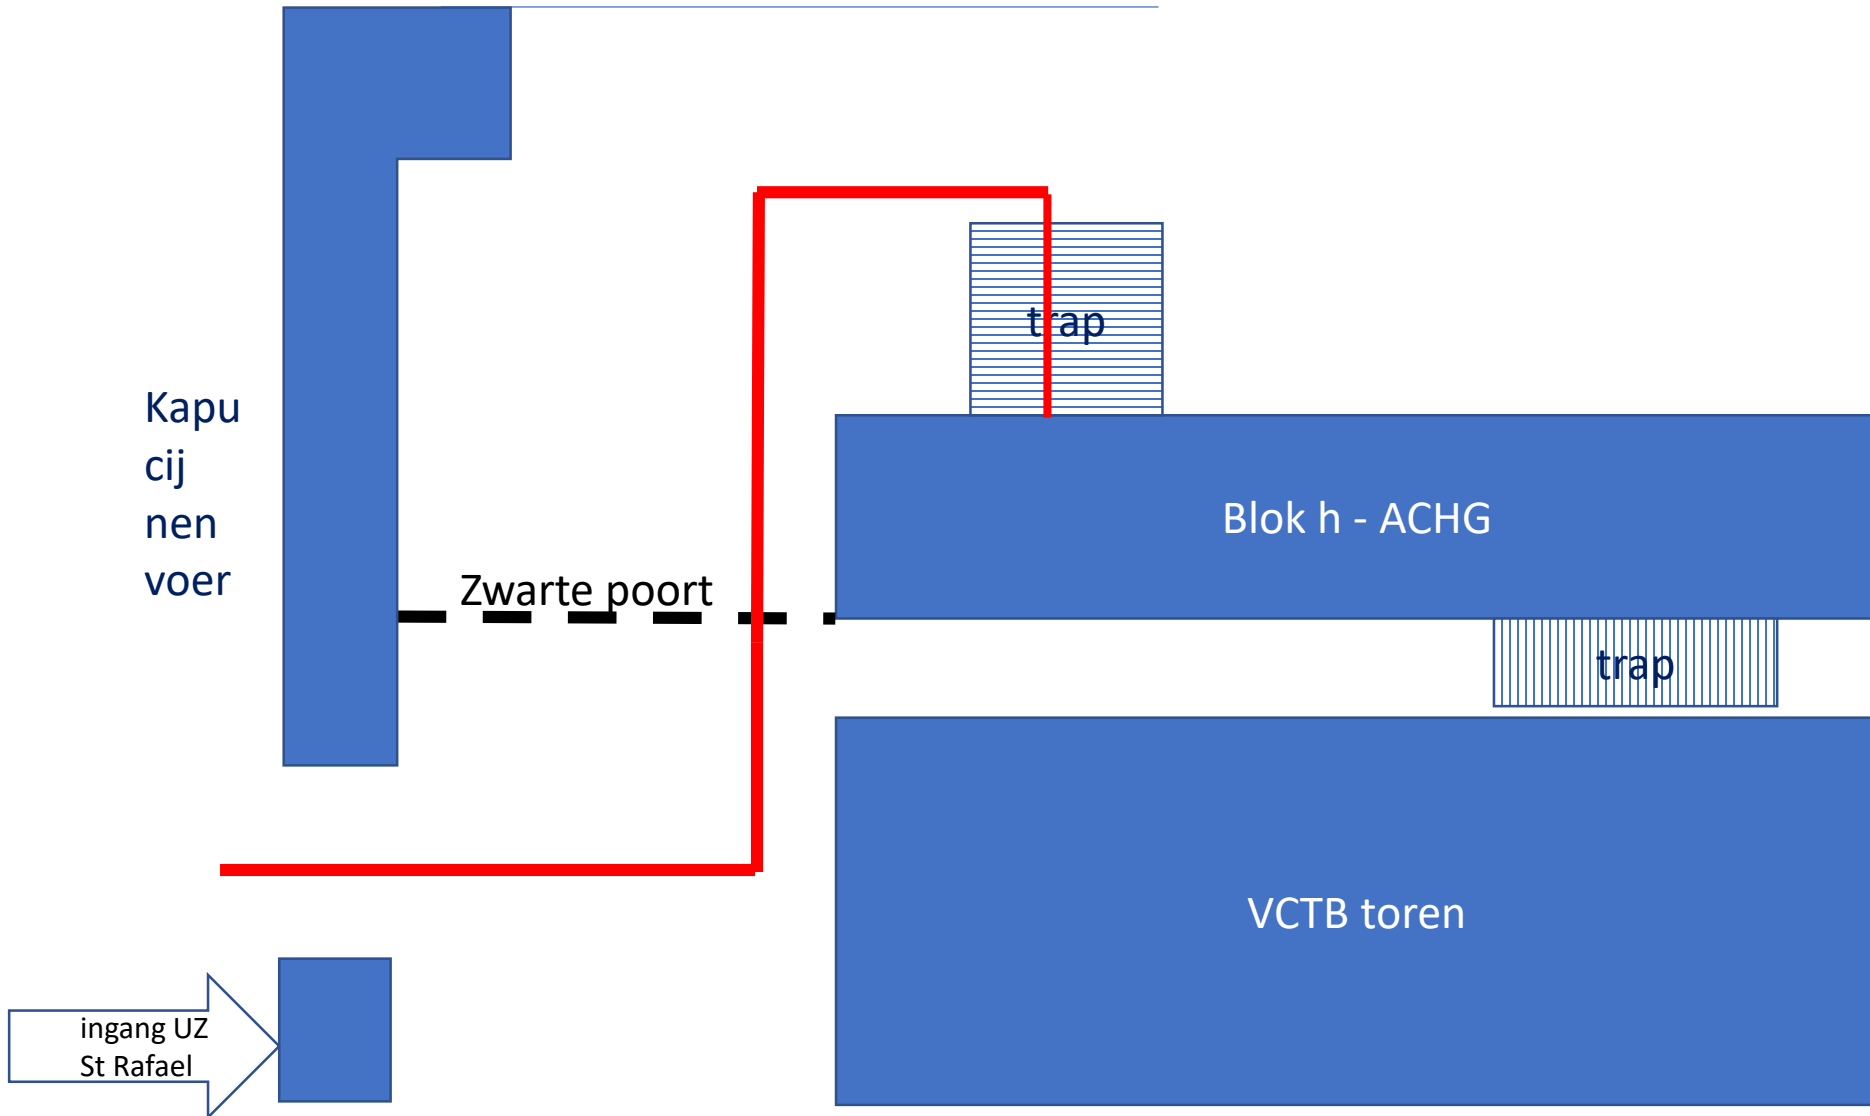 trap
Kapu
cij
nen
voer
Blok h - ACHG
Zwarte poort
trap
VCTB toren
ingang UZ
St Rafael